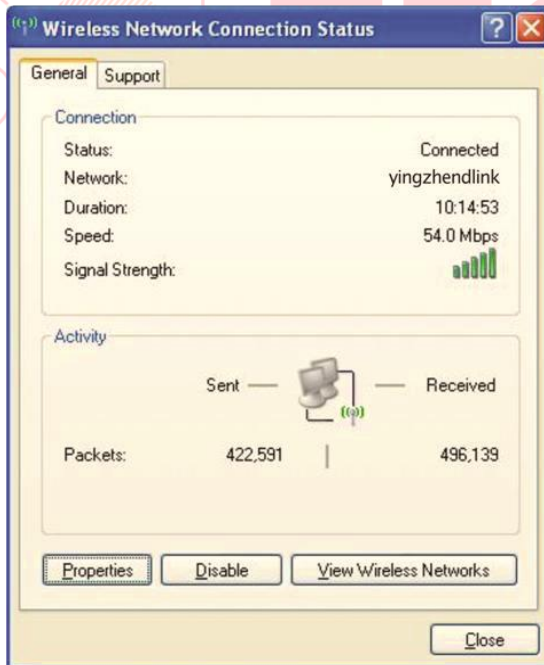 Wireless Network Connection Status
General Support
Connection
Status: Connected
Network: yingzhendlink
Duration: 10:14:53
Speed: 54.0 Mbps
Signal Strength:
Activity
Sent — — Received
Packets: 422,591 | 496,139
Properties Disable View Wireless Networks
Close